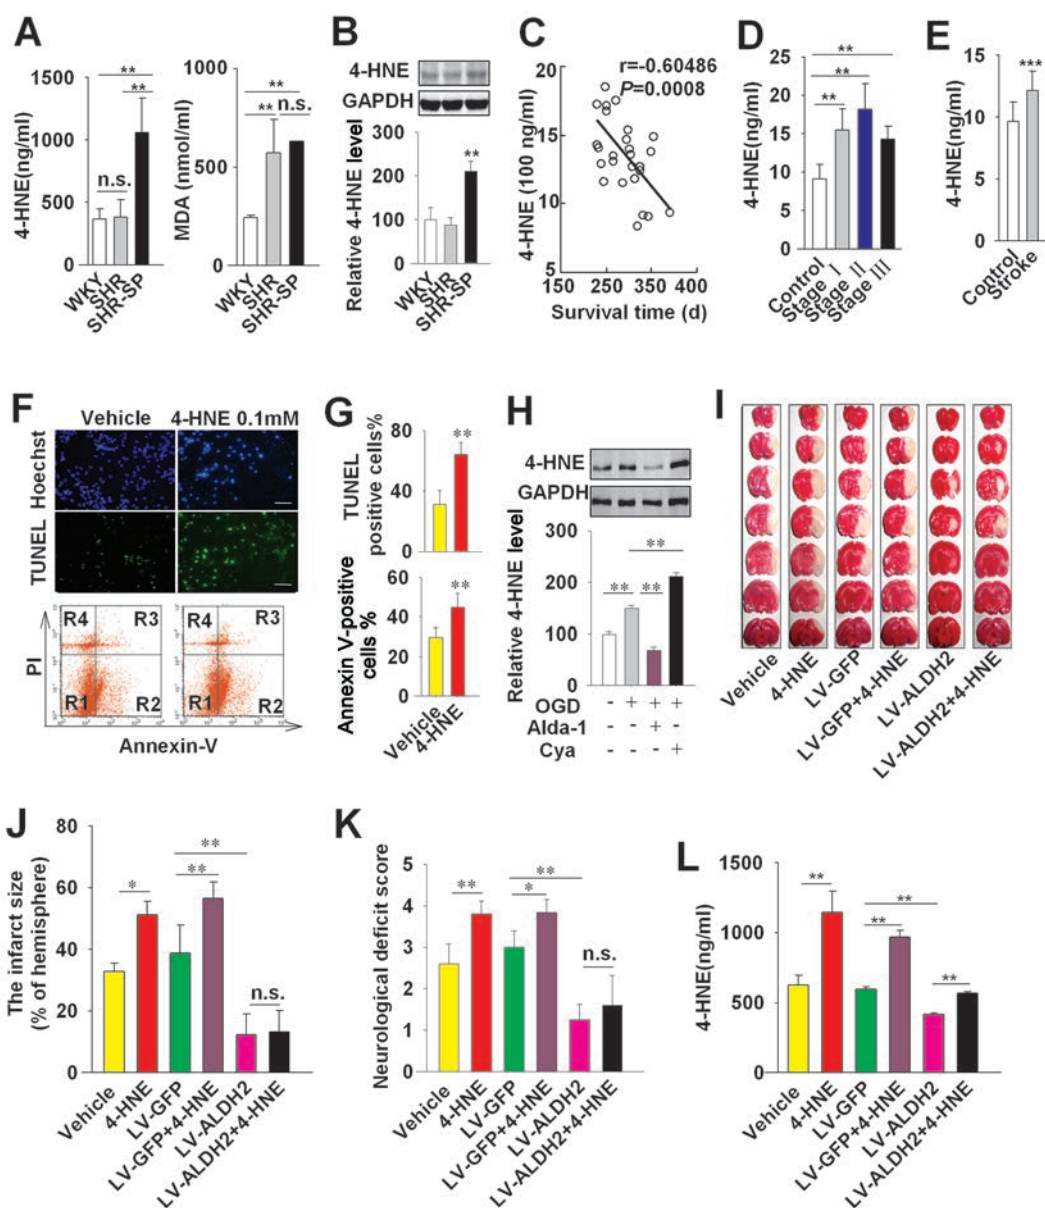 A
4-HNE(ng/ml)
1500
1000
500
0
**
**
n.s.
WKY
SHR
SHR-SP
MDA (nmol/ml)
1000
500
0
**
**
n.s.
WKY
SHR
SHR-SP
B
4-HNE
GAPDH
Relative 4-HNE level
300
200
100
0
**
WKY
SHR
SHR-SP
C
4-HNE (100 ng/ml)
20
15
10
5
r=-0.60486
P=0.0008
150
250
350
400
Survival time (d)
D
4-HNE(ng/ml)
25
20
15
10
5
0
**
**
**
Control
Stage I
Stage II
Stage III
E
4-HNE(ng/ml)
15
10
5
0
***
Control
Stroke
F
Vehicle
4-HNE 0.1mM
Hoechst
TUNEL
PI
R4
R3
R1
R2
R4
R3
R1
R2
Annexin-V
G
TUNEL
positive cells%
80
40
0
**
Annexin V-positive
cells %
60
40
20
0
**
Vehicle
4-HNE
H
4-HNE
GAPDH
Relative 4-HNE level
300
200
100
0
**
**
**
- + + + OGD
- - + - Alda-1
- - - + Cya
I
Vehicle
4-HNE
LV-GFP
LV-GFP+4-HNE
LV-ALDH2
LV-ALDH2+4-HNE
J
The infarct size
(% of hemisphere)
80
60
40
20
0
*
**
**
n.s.
Vehicle
4-HNE
LV-GFP
LV-GFP+4-HNE
LV-ALDH2
LV-ALDH2+4-HNE
K
Neurological deficit score
5
4
3
2
1
0
**
**
*
n.s.
Vehicle
4-HNE
LV-GFP
LV-GFP+4-HNE
LV-ALDH2
LV-ALDH2+4-HNE
L
4-HNE(ng/ml)
1500
1000
500
0
**
**
**
**
Vehicle
4-HNE
LV-GFP
LV-GFP+4-HNE
LV-ALDH2
LV-ALDH2+4-HNE